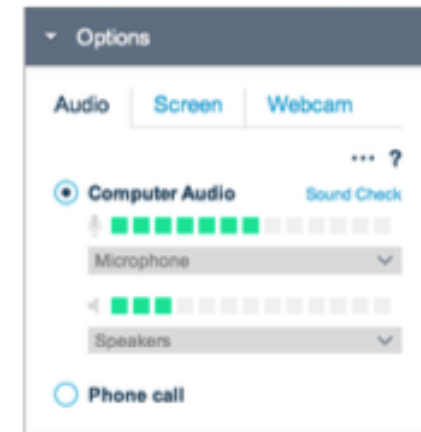 Options
Audio Screen Webcam
... ?
Computer Audio Sound Check
Microphone
Speakers
Phone call